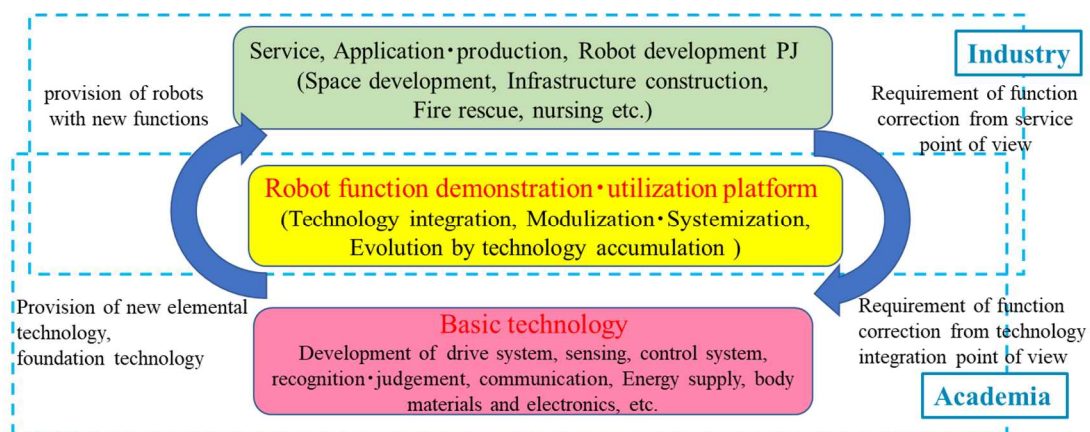 Service, Application・production, Robot development PJ
(Space development, Infrastructure construction,
Fire rescue, nursing etc.)
Industry
provision of robots
with new functions
Requirement of function
correction from service
point of view
Robot function demonstration・utilization platform
(Technology integration, Modulization・Systemization,
Evolution by technology accumulation )
Provision of new elemental
technology,
foundation technology
Requirement of function
correction from technology
integration point of view
Basic technology
Development of drive system, sensing, control system,
recognition・judgement, communication, Energy supply, body
materials and electronics, etc.
Academia